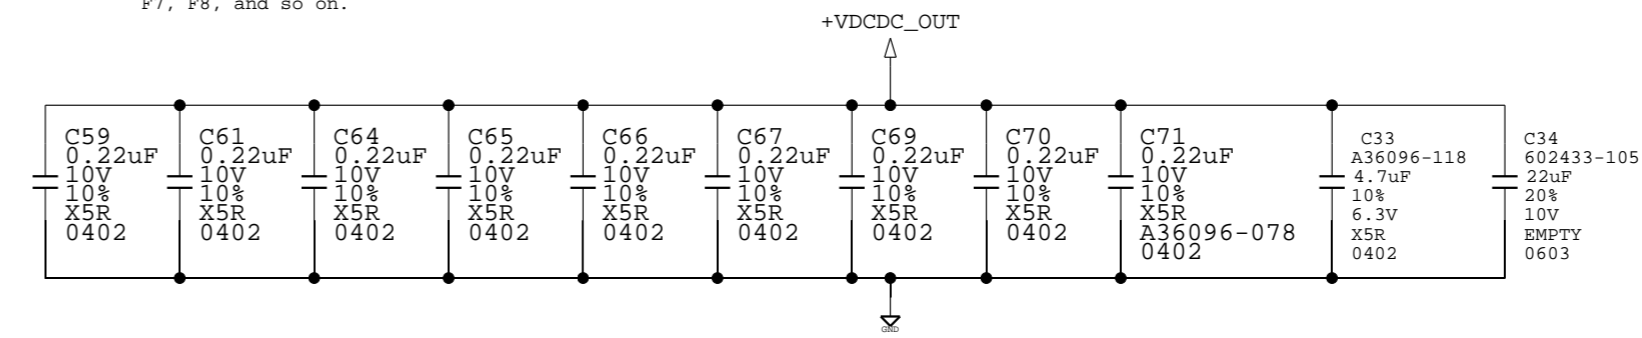 F7, F8, and so on.
+VDCDC_OUT
C59
0.22uF
10V
10%
X5R
0402
C61
0.22uF
10V
10%
X5R
0402
C64
0.22uF
10V
10%
X5R
0402
C65
0.22uF
10V
10%
X5R
0402
C66
0.22uF
10V
10%
X5R
0402
C67
0.22uF
10V
10%
X5R
0402
C69
0.22uF
10V
10%
X5R
0402
C70
0.22uF
10V
10%
X5R
0402
C71
0.22uF
10V
10%
X5R
A36096-078
0402
C33
A36096-118
4.7uF
10%
6.3V
X5R
0402
C34
602433-105
22uF
20%
10V
EMPTY
0603
GND